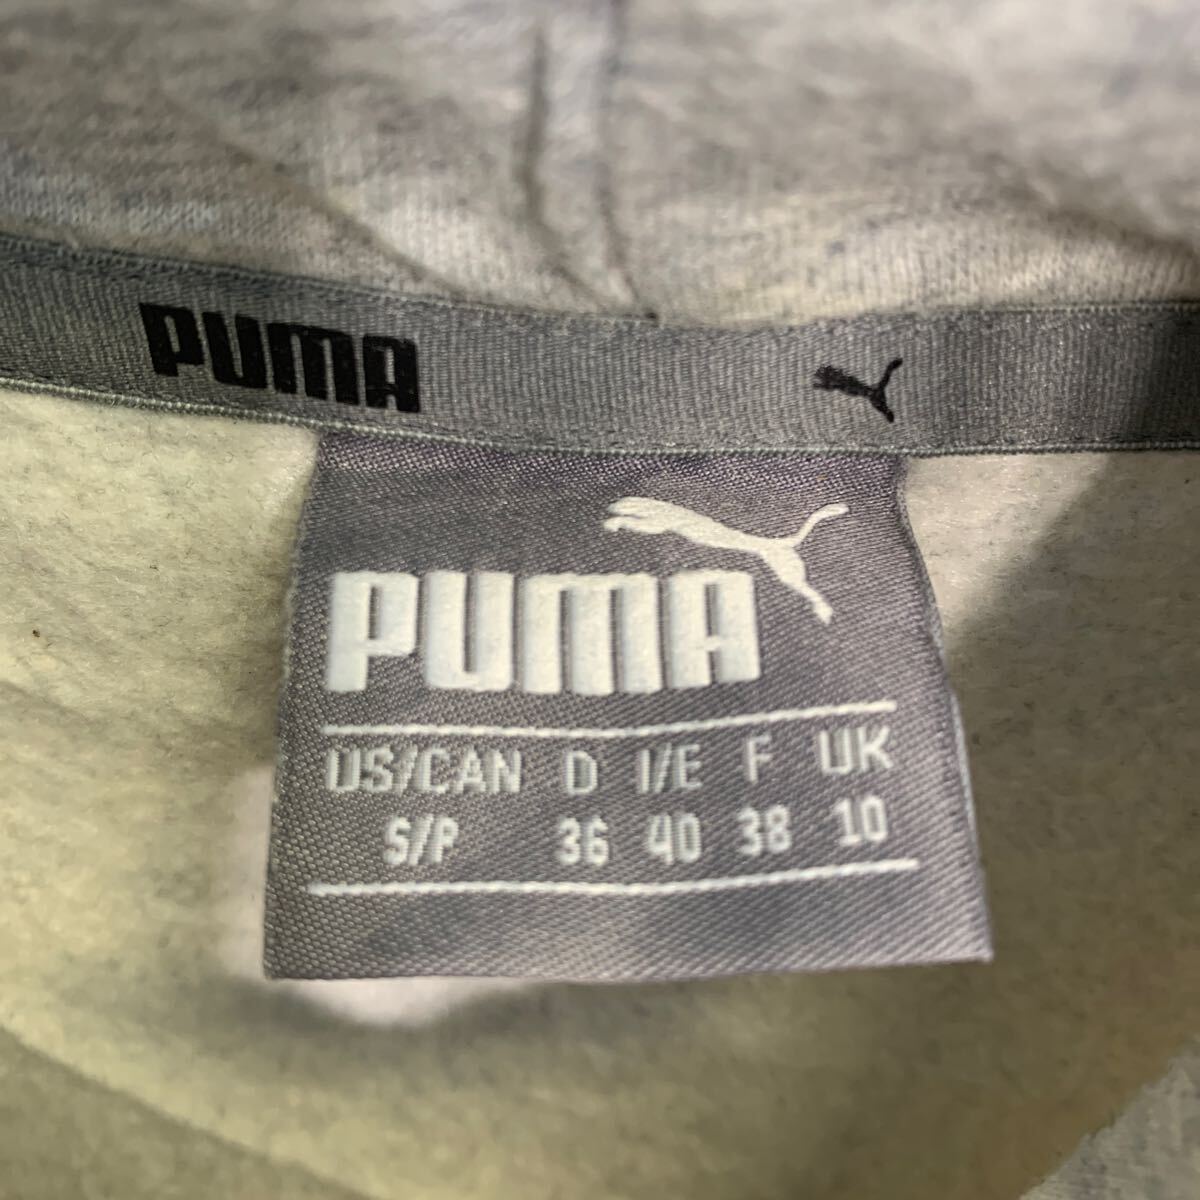 PUMA
PUMA
US/CAN D I/E F UK
S/P 36 40 38 10